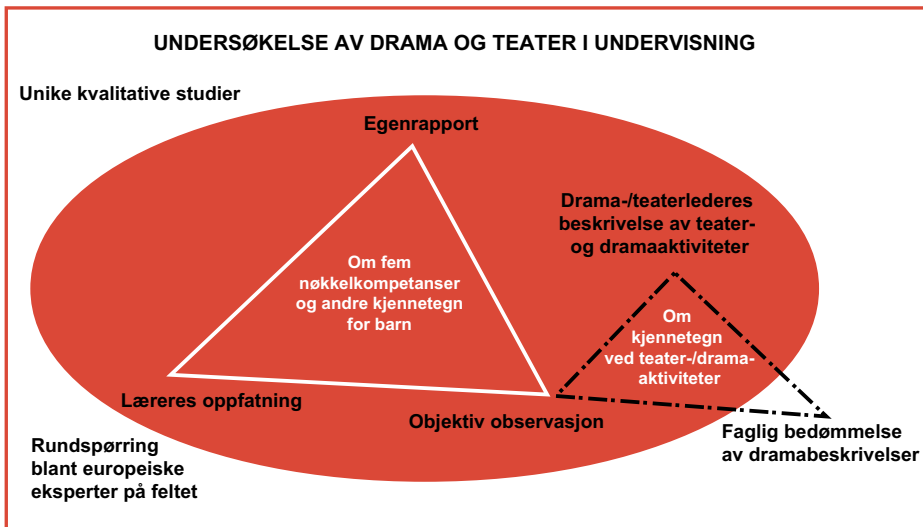 UNDERSØKELSE AV DRAMA OG TEATER I UNDERVISNING
Unike kvalitative studier
Egenrapport
Drama-/teaterlederes
beskrivelse av teater-
og dramaaktiviteter
Om fem
nøkkelkompetanser
og andre kjennetegn
for barn
Om
kjennetegn
ved teater-/drama-
aktiviteter
Læreres oppfatning
Objektiv observasjon
Faglig bedømmelse
av dramabeskrivelser
Rundspørring
blant europeiske
eksperter på feltet